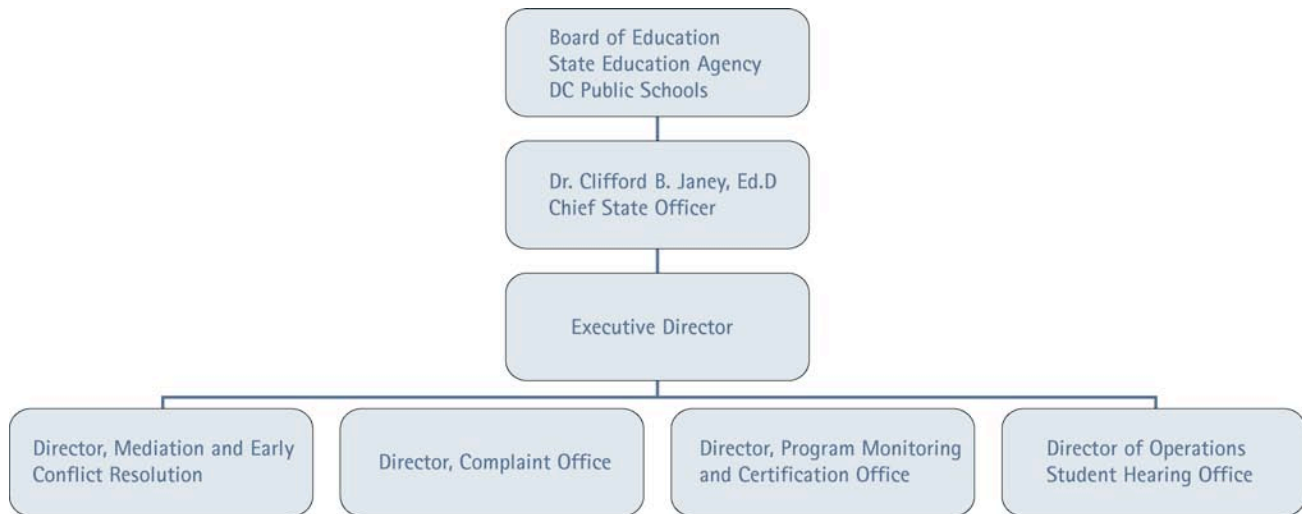 Board of Education
State Education Agency
DC Public Schools
Dr. Clifford B. Janey, Ed.D
Chief State Officer
Executive Director
Director, Mediation and Early
Conflict Resolution
Director, Complaint Office
Director, Program Monitoring
and Certification Office
Director of Operations
Student Hearing Office